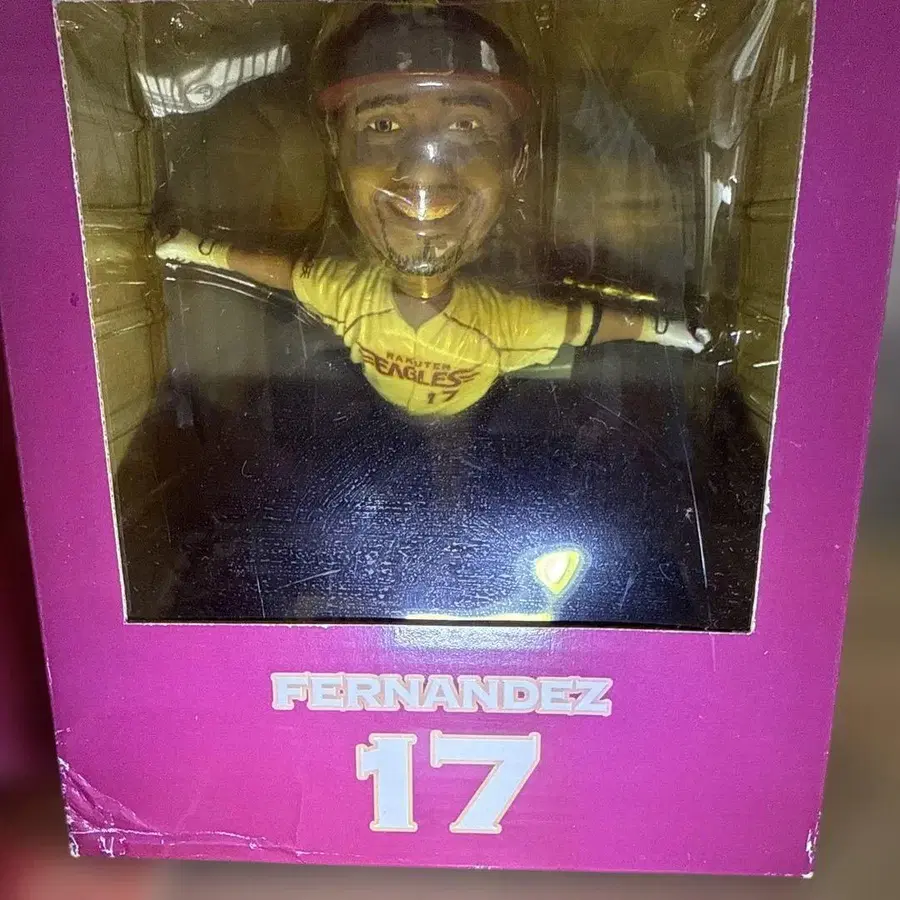 RAKUTEN
EAGLES
17
FERNANDEZ
17